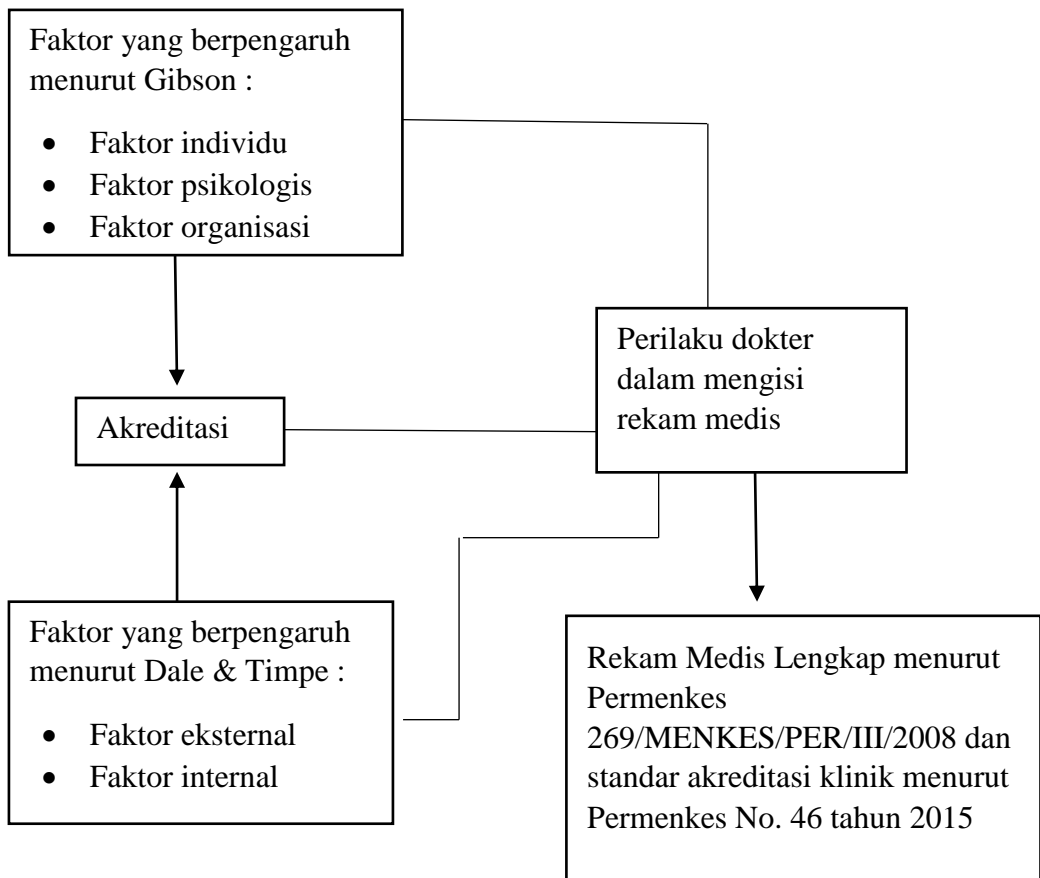 Faktor yang berpengaruh
menurut Gibson :
• Faktor individu
• Faktor psikologis
• Faktor organisasi
Perilaku dokter
dalam mengisi
rekam medis
Akreditasi
Faktor yang berpengaruh
menurut Dale & Timpe :
• Faktor eksternal
• Faktor internal
Rekam Medis Lengkap menurut
Permenkes
269/MENKES/PER/III/2008 dan
standar akreditasi klinik menurut
Permenkes No. 46 tahun 2015